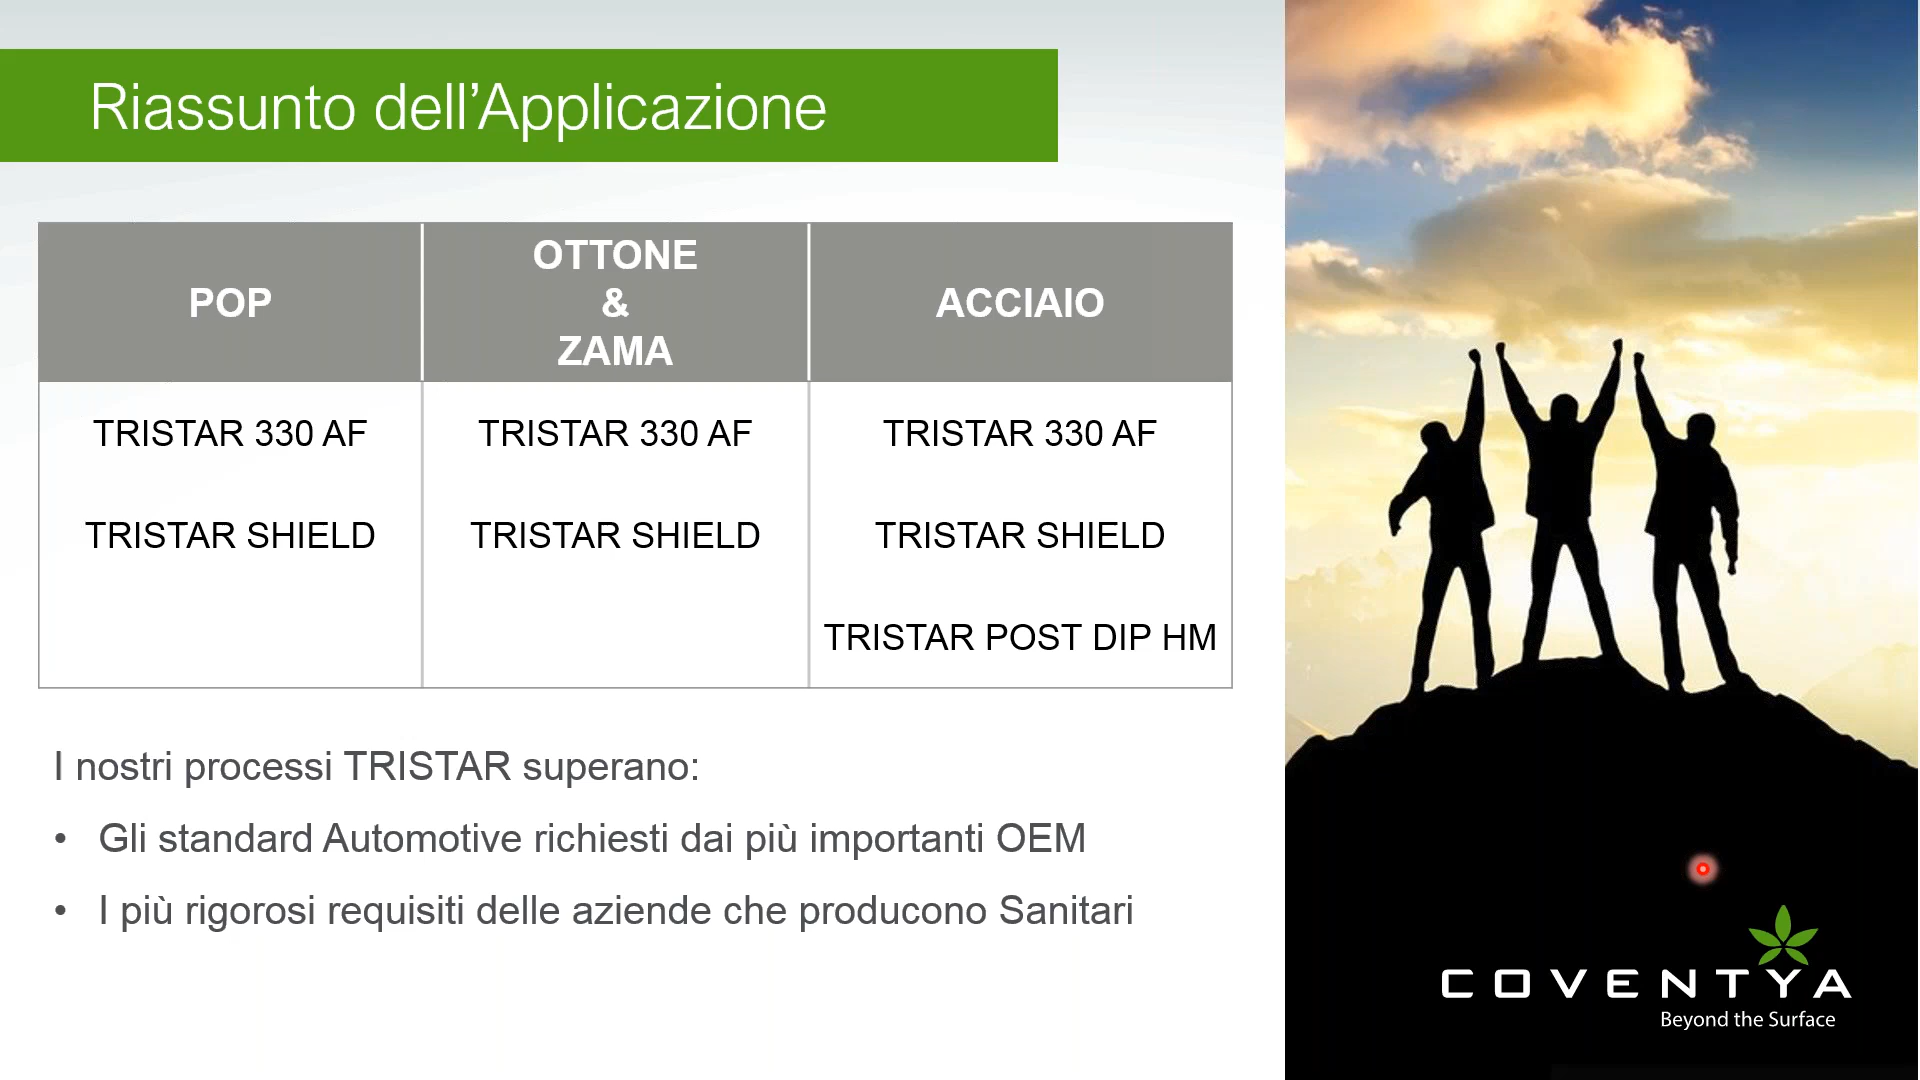 Riassunto dell’Applicazione
POP
OTTONE
&
ZAMA
ACCIAIO
TRISTAR 330 AF
TRISTAR 330 AF
TRISTAR 330 AF
TRISTAR SHIELD
TRISTAR SHIELD
TRISTAR SHIELD
TRISTAR POST DIP HM
I nostri processi TRISTAR superano:
• Gli standard Automotive richiesti dai più importanti OEM
• I più rigorosi requisiti delle aziende che producono Sanitari
COVENTYA
Beyond the Surface